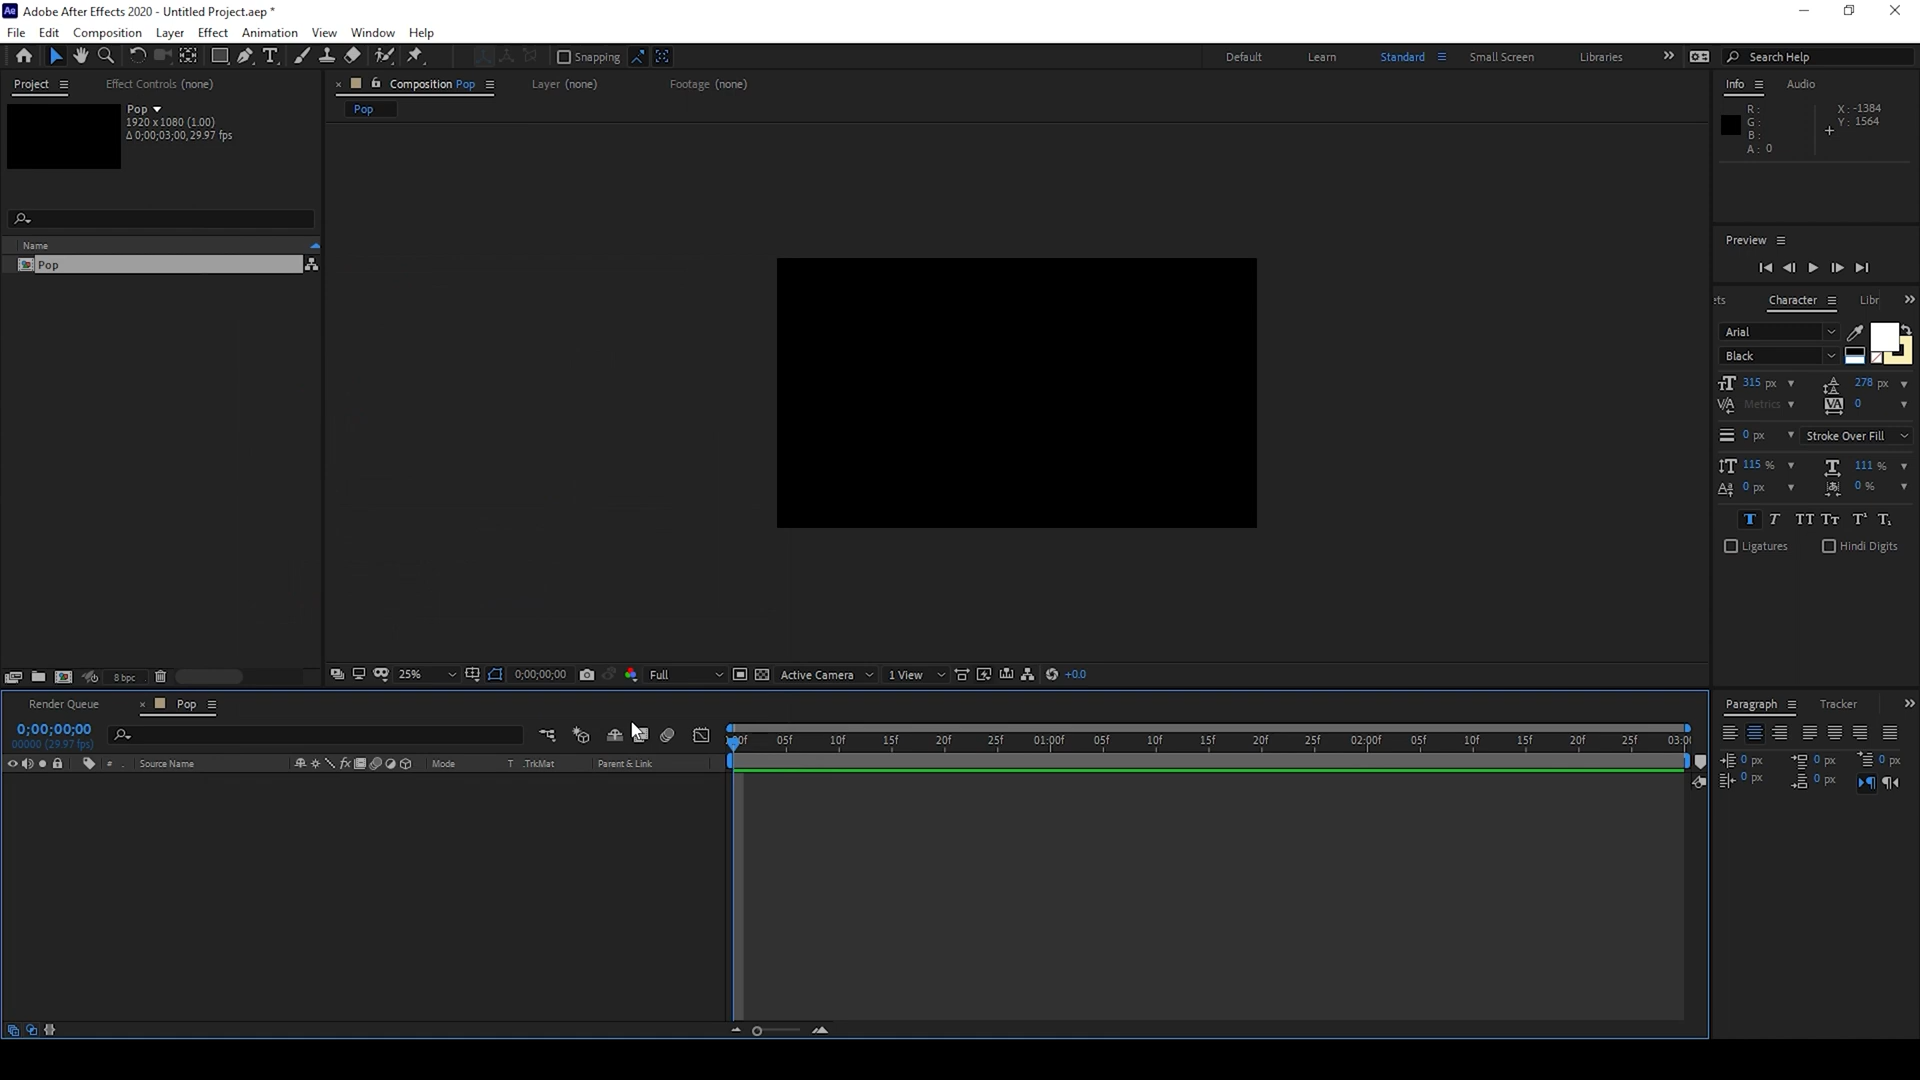 Adobe After Effects 2020 - Untitled Project.aep *
File Edit Composition Layer Effect Animation View Window Help
Snapping Default Learn Standard Small Screen Libraries Search Help
Project Effect Controls (none) Composition Pop Layer (none) Footage (none) Info Audio
Pop
1920 x 1080 (1.00)
Δ 0;00;03;00, 29.97 fps
Pop
R :
G :
B :
A : 0
X : -1384
Y : 1564
Preview
Name
Pop
Character Libr
Arial
Black
315 px 278 px
Metrics 0
0 px Stroke Over Fill
115 % 111 %
0 px 0 %
T T TT Tt T¹ T₁
Ligatures Hindi Digits
8 bpc 25% 0;00;00;00 Full Active Camera 1 View +0.0
Render Queue Pop
Paragraph Tracker
0;00;00;00
00000 (29.97 fps)
05f 10f 15f 20f 25f 01:00f 05f 10f 15f 20f 25f 02:00f 05f 10f 15f 20f 25f
# Source Name fx Mode T .TrkMat Parent & Link
0 px 0 px 0 px
0 px 0 px